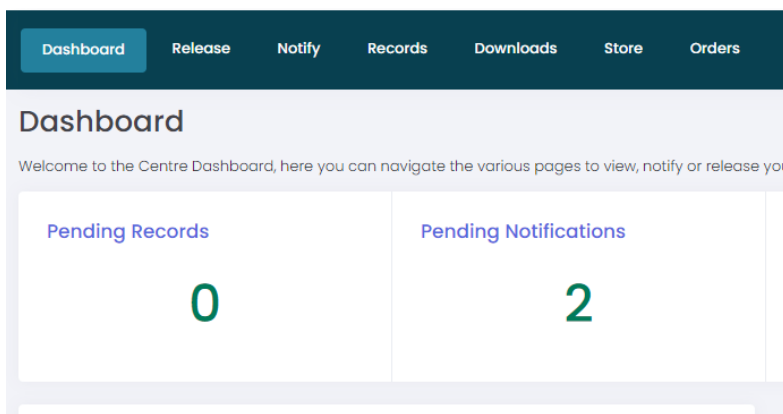 Dashboard Release Notify Records Downloads Store Orders
Dashboard
Welcome to the Centre Dashboard, here you can navigate the various pages to view, notify or release
Pending Records Pending Notifications
0 2